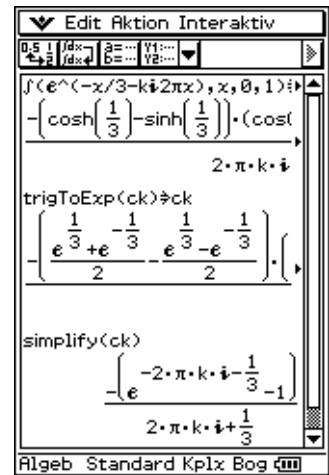 Edit Aktion Interaktiv
∫(e^(-x/3-ki2πx),x,0,1)⇒
-(cosh(1/3)-sinh(1/3))·(cos(
2·π·k·i
trigToExp(ck)⇒ck
-((e^(1/3)+e^(-1/3))/2-(e^(1/3)-e^(-1/3))/2)·(
simplify(ck)
-(e^(-2·π·k·i-1/3)-1)
2·π·k·i+1/3
Algeb Standard Kplx Bog